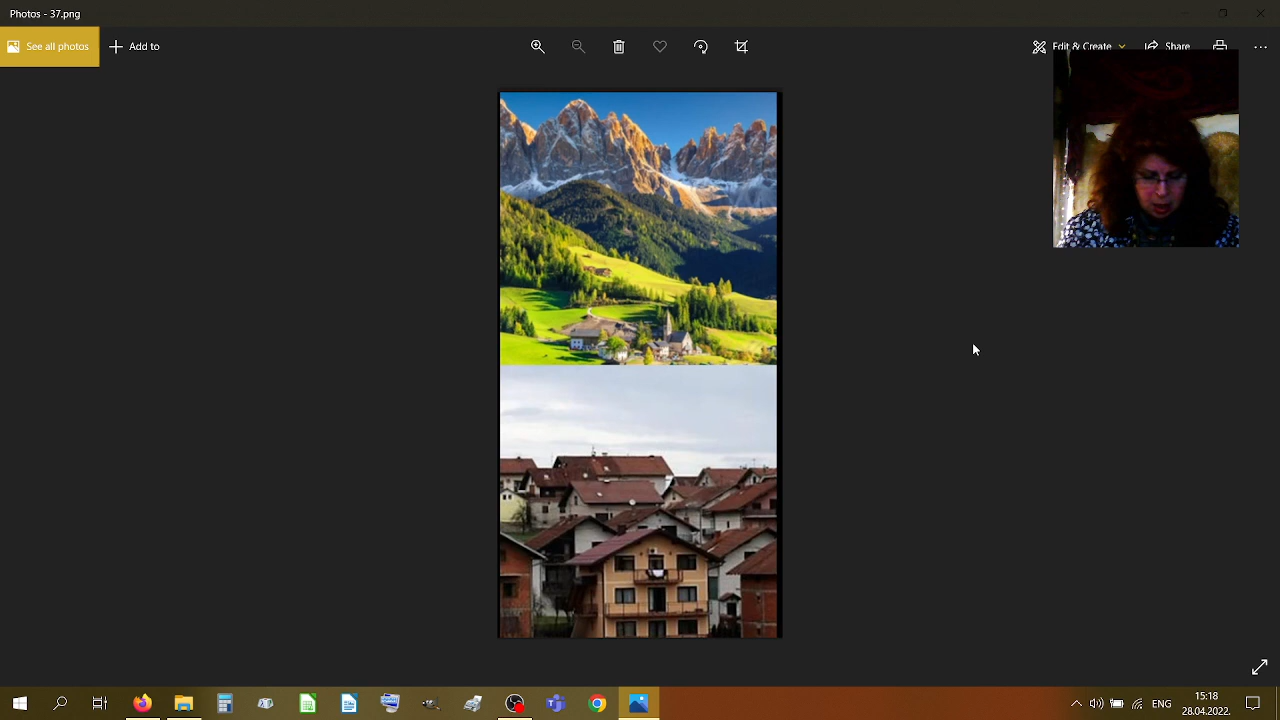 Photos - 37.png
See all photos
Add to
Edit & Create
Share
ENG
15:18
28.04.2022.